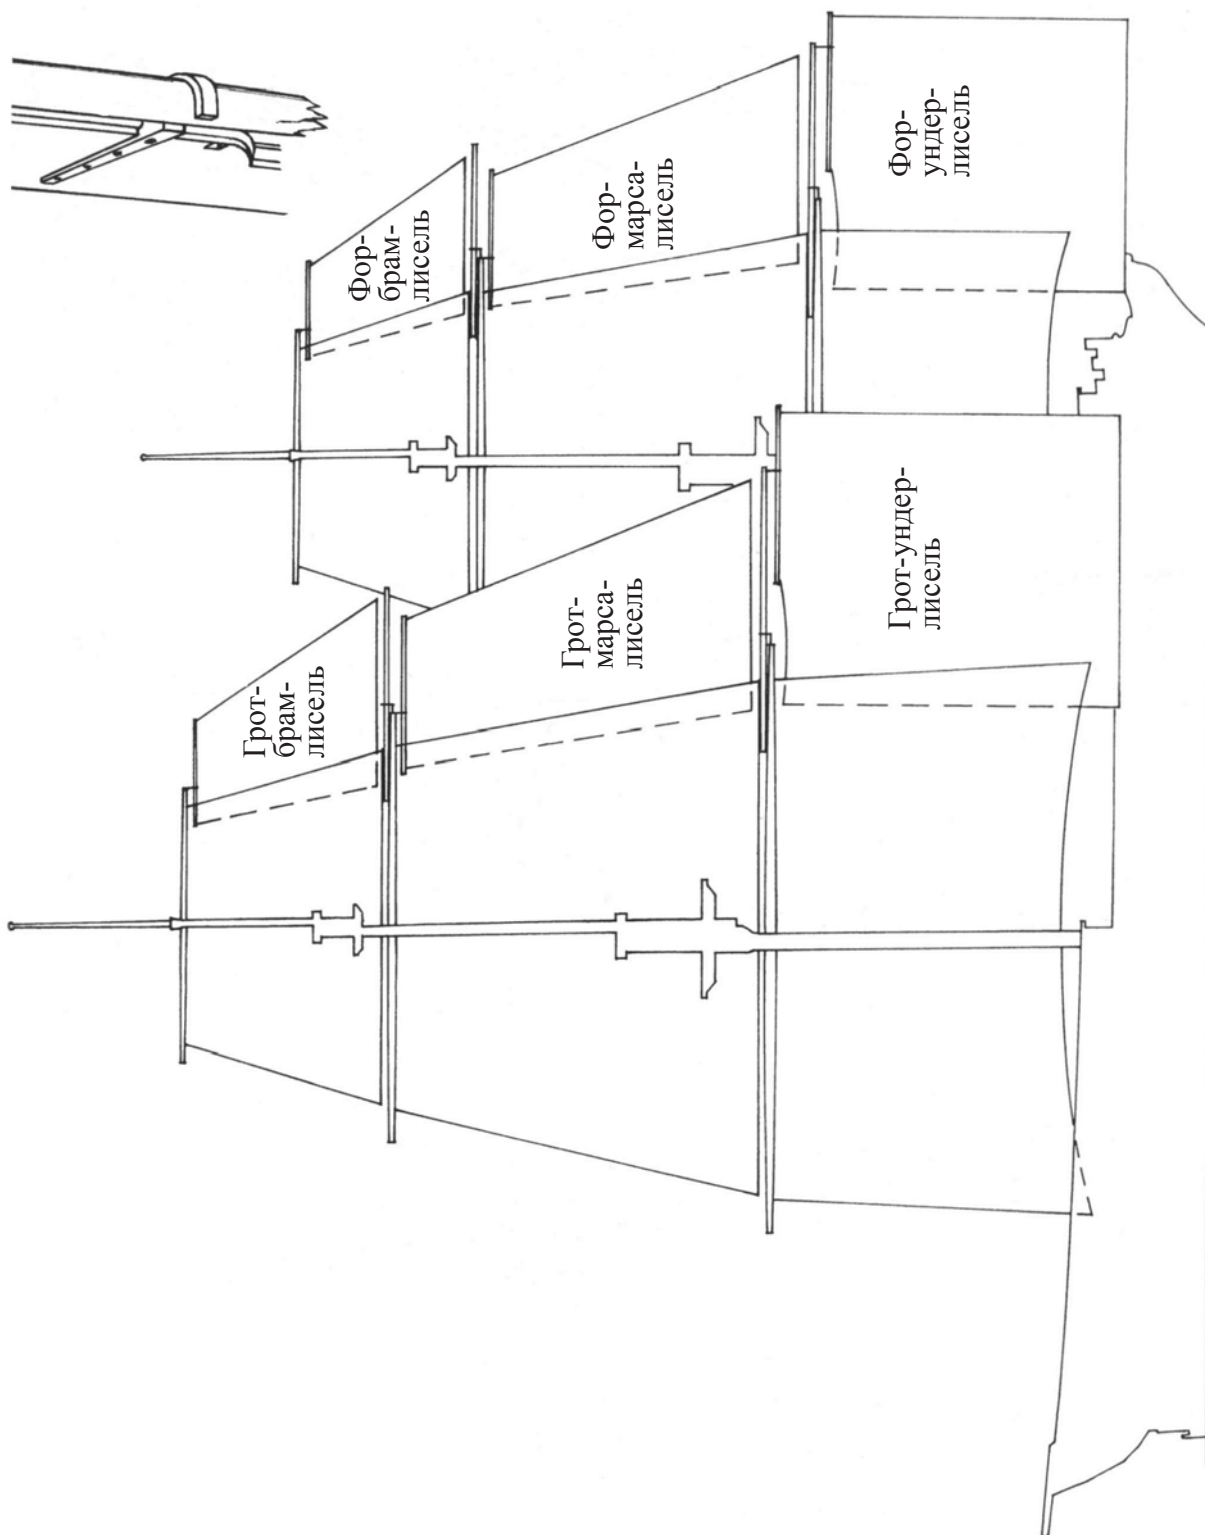 Фор-
брам-
лисель
Фор-
марса-
лисель
Фор-
ундер-
лисель
Грот-
брам-
лисель
Грот-
марса-
лисель
Грот-ундер-
лисель